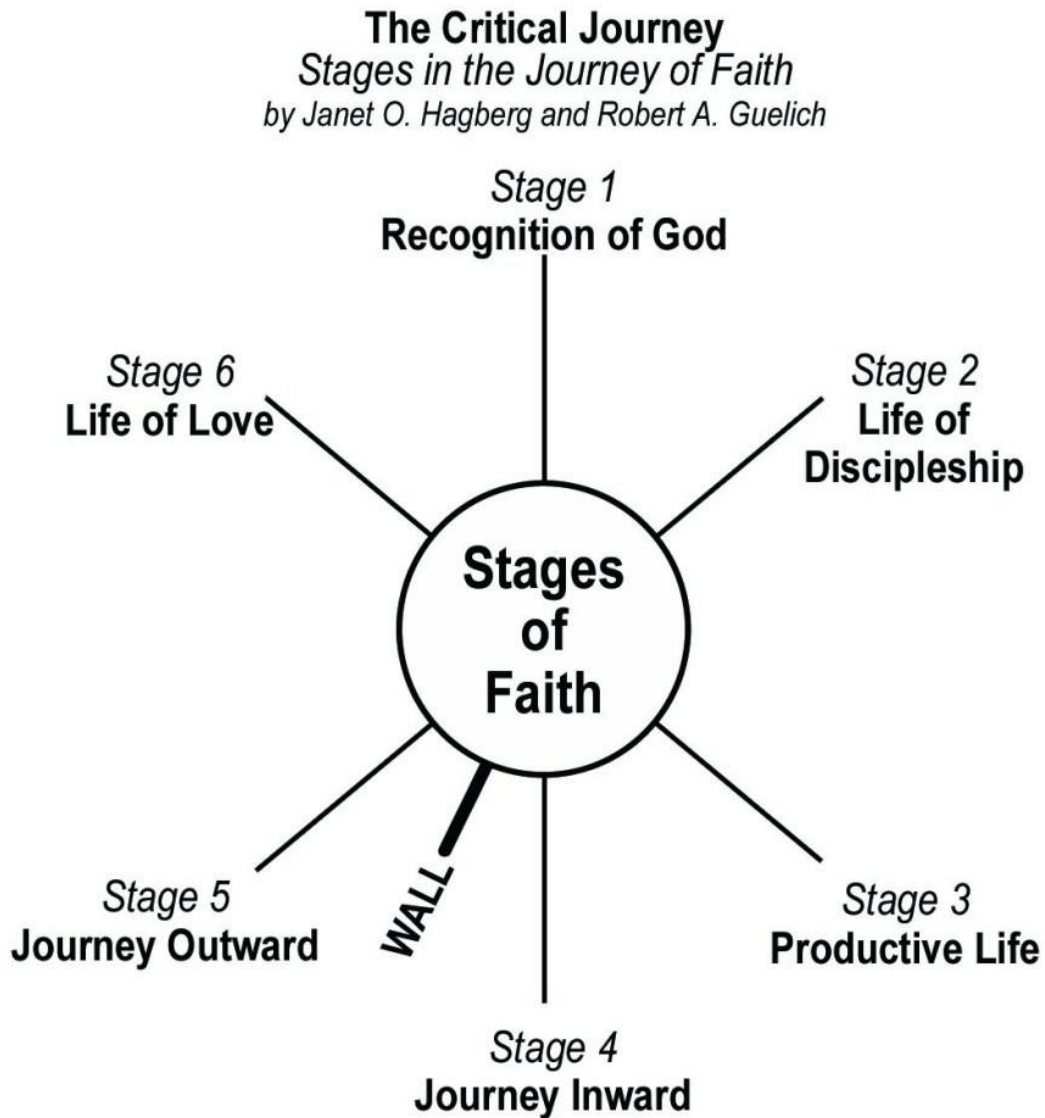 The Critical Journey
Stages in the Journey of Faith
by Janet O. Hagberg and Robert A. Guelich
Stage 1
Recognition of God
Stage 2
Life of
Discipleship
Stage 3
Productive Life
Stage 4
Journey Inward
WALL
Stage 5
Journey Outward
Stage 6
Life of Love
Stages
of
Faith